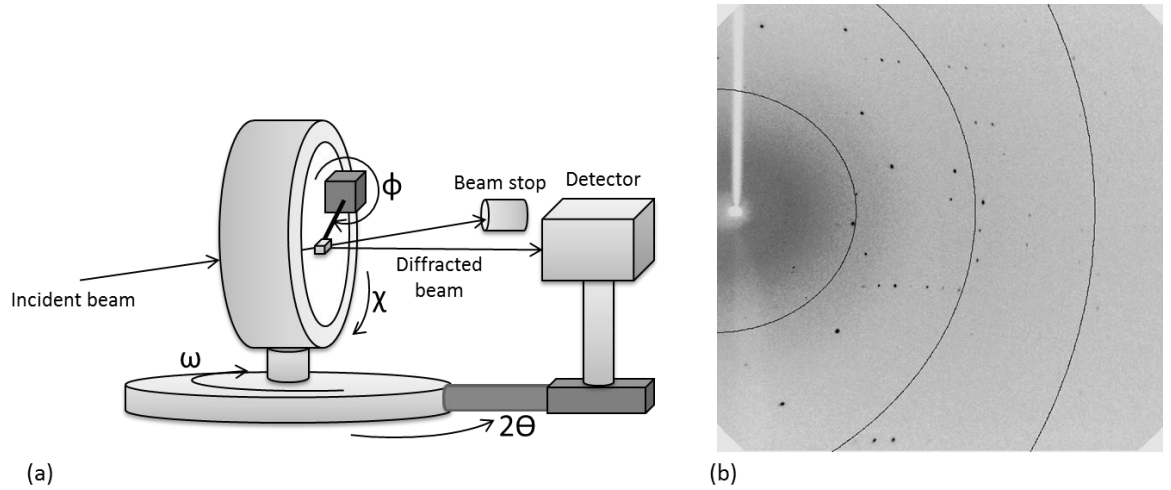 ϕ
Beam stop
Detector
Incident beam
Diffracted
beam
χ
ω
2Θ
(a)
(b)